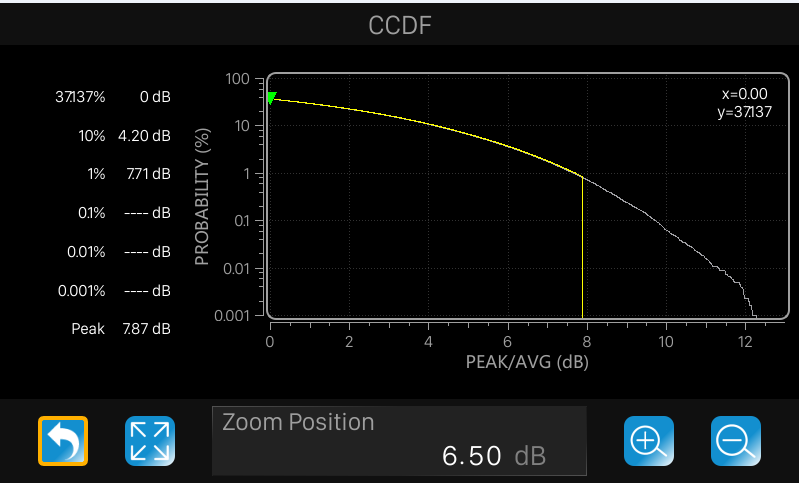 CCDF
37.137% 0 dB
10% 4.20 dB
1% 7.71 dB
0.1% ---- dB
0.01% ---- dB
0.001% ---- dB
Peak 7.87 dB
PROBABILITY (%)
100
10
1
0.1
0.01
0.001
x=0.00
y=37.137
0 2 4 6 8 10 12
PEAK/AVG (dB)
Zoom Position
6.50 dB